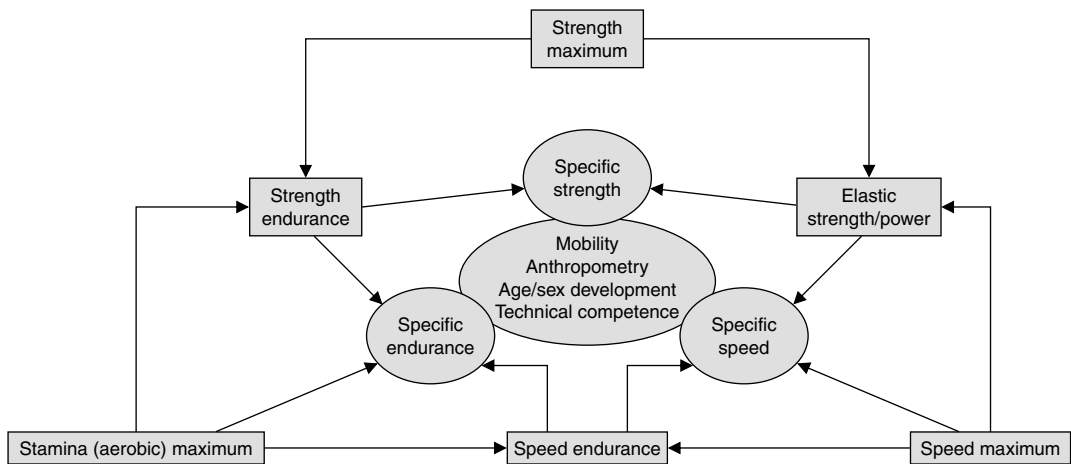 Strength
maximum
Specific
strength
Strength
endurance
Elastic
strength/power
Mobility
Anthropometry
Age/sex development
Technical competence
Specific
endurance
Specific
speed
Stamina (aerobic) maximum
Speed endurance
Speed maximum